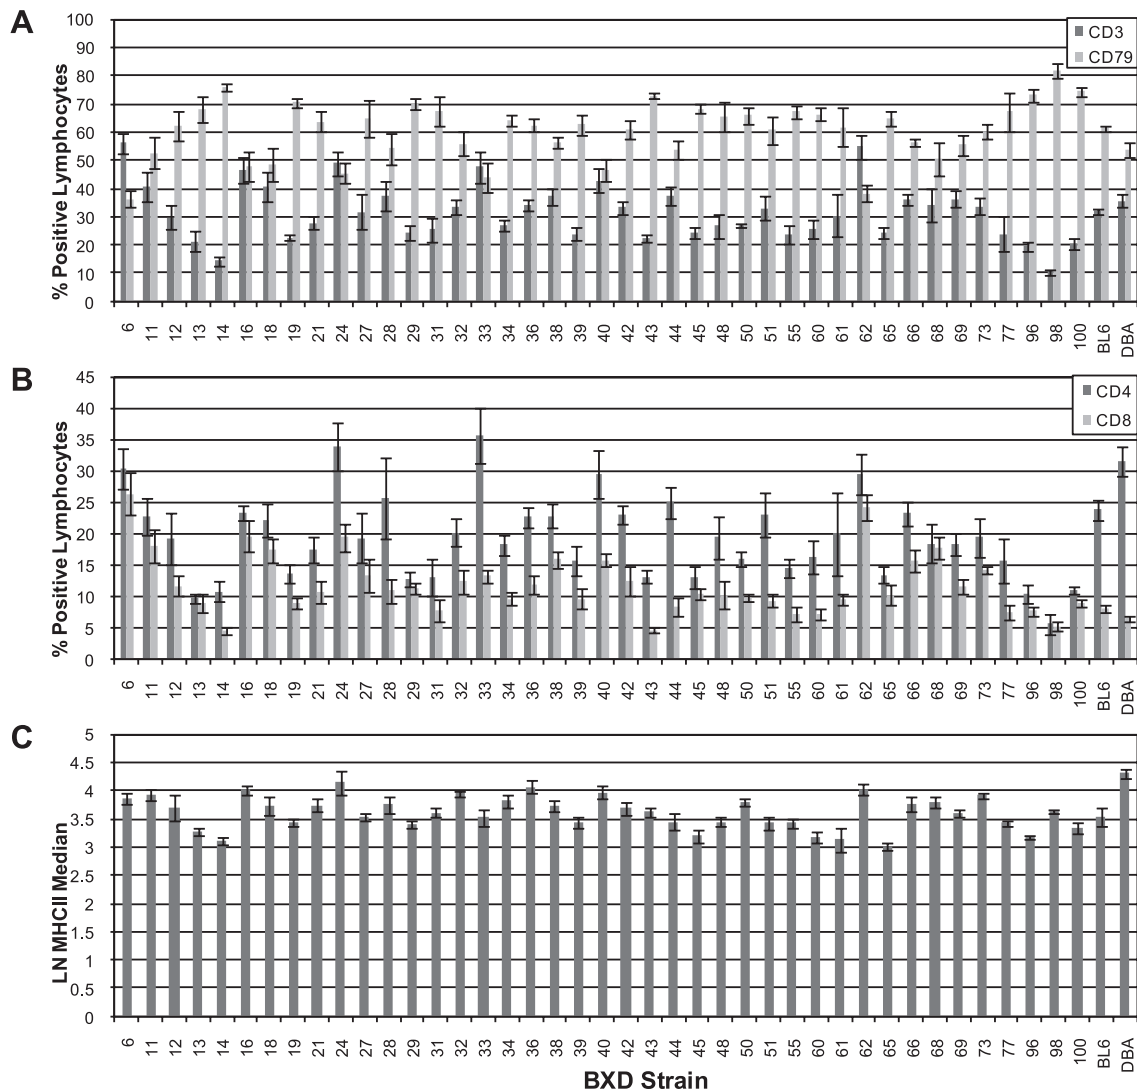 A
% Positive Lymphocytes
100
90
80
70
60
50
40
30
20
10
0
CD3
CD79
6 11 12 13 14 16 18 19 21 24 27 28 29 31 32 33 34 36 38 39 40 42 43 44 45 48 50 51 55 60 61 62 65 66 68 69 73 77 96 98 100 BL6 DBA
B
% Positive Lymphocytes
45
40
35
30
25
20
15
10
5
0
CD4
CD8
6 11 12 13 14 16 18 19 21 24 27 28 29 31 32 33 34 36 38 39 40 42 43 44 45 48 50 51 55 60 61 62 65 66 68 69 73 77 96 98 100 BL6 DBA
C
LN MHCII Median
5
4.5
4
3.5
3
2.5
2
1.5
1
0.5
0
6 11 12 13 14 16 18 19 21 24 27 28 29 31 32 33 34 36 38 39 40 42 43 44 45 48 50 51 55 60 61 62 65 66 68 69 73 77 96 98 100 BL6 DBA
BXD Strain